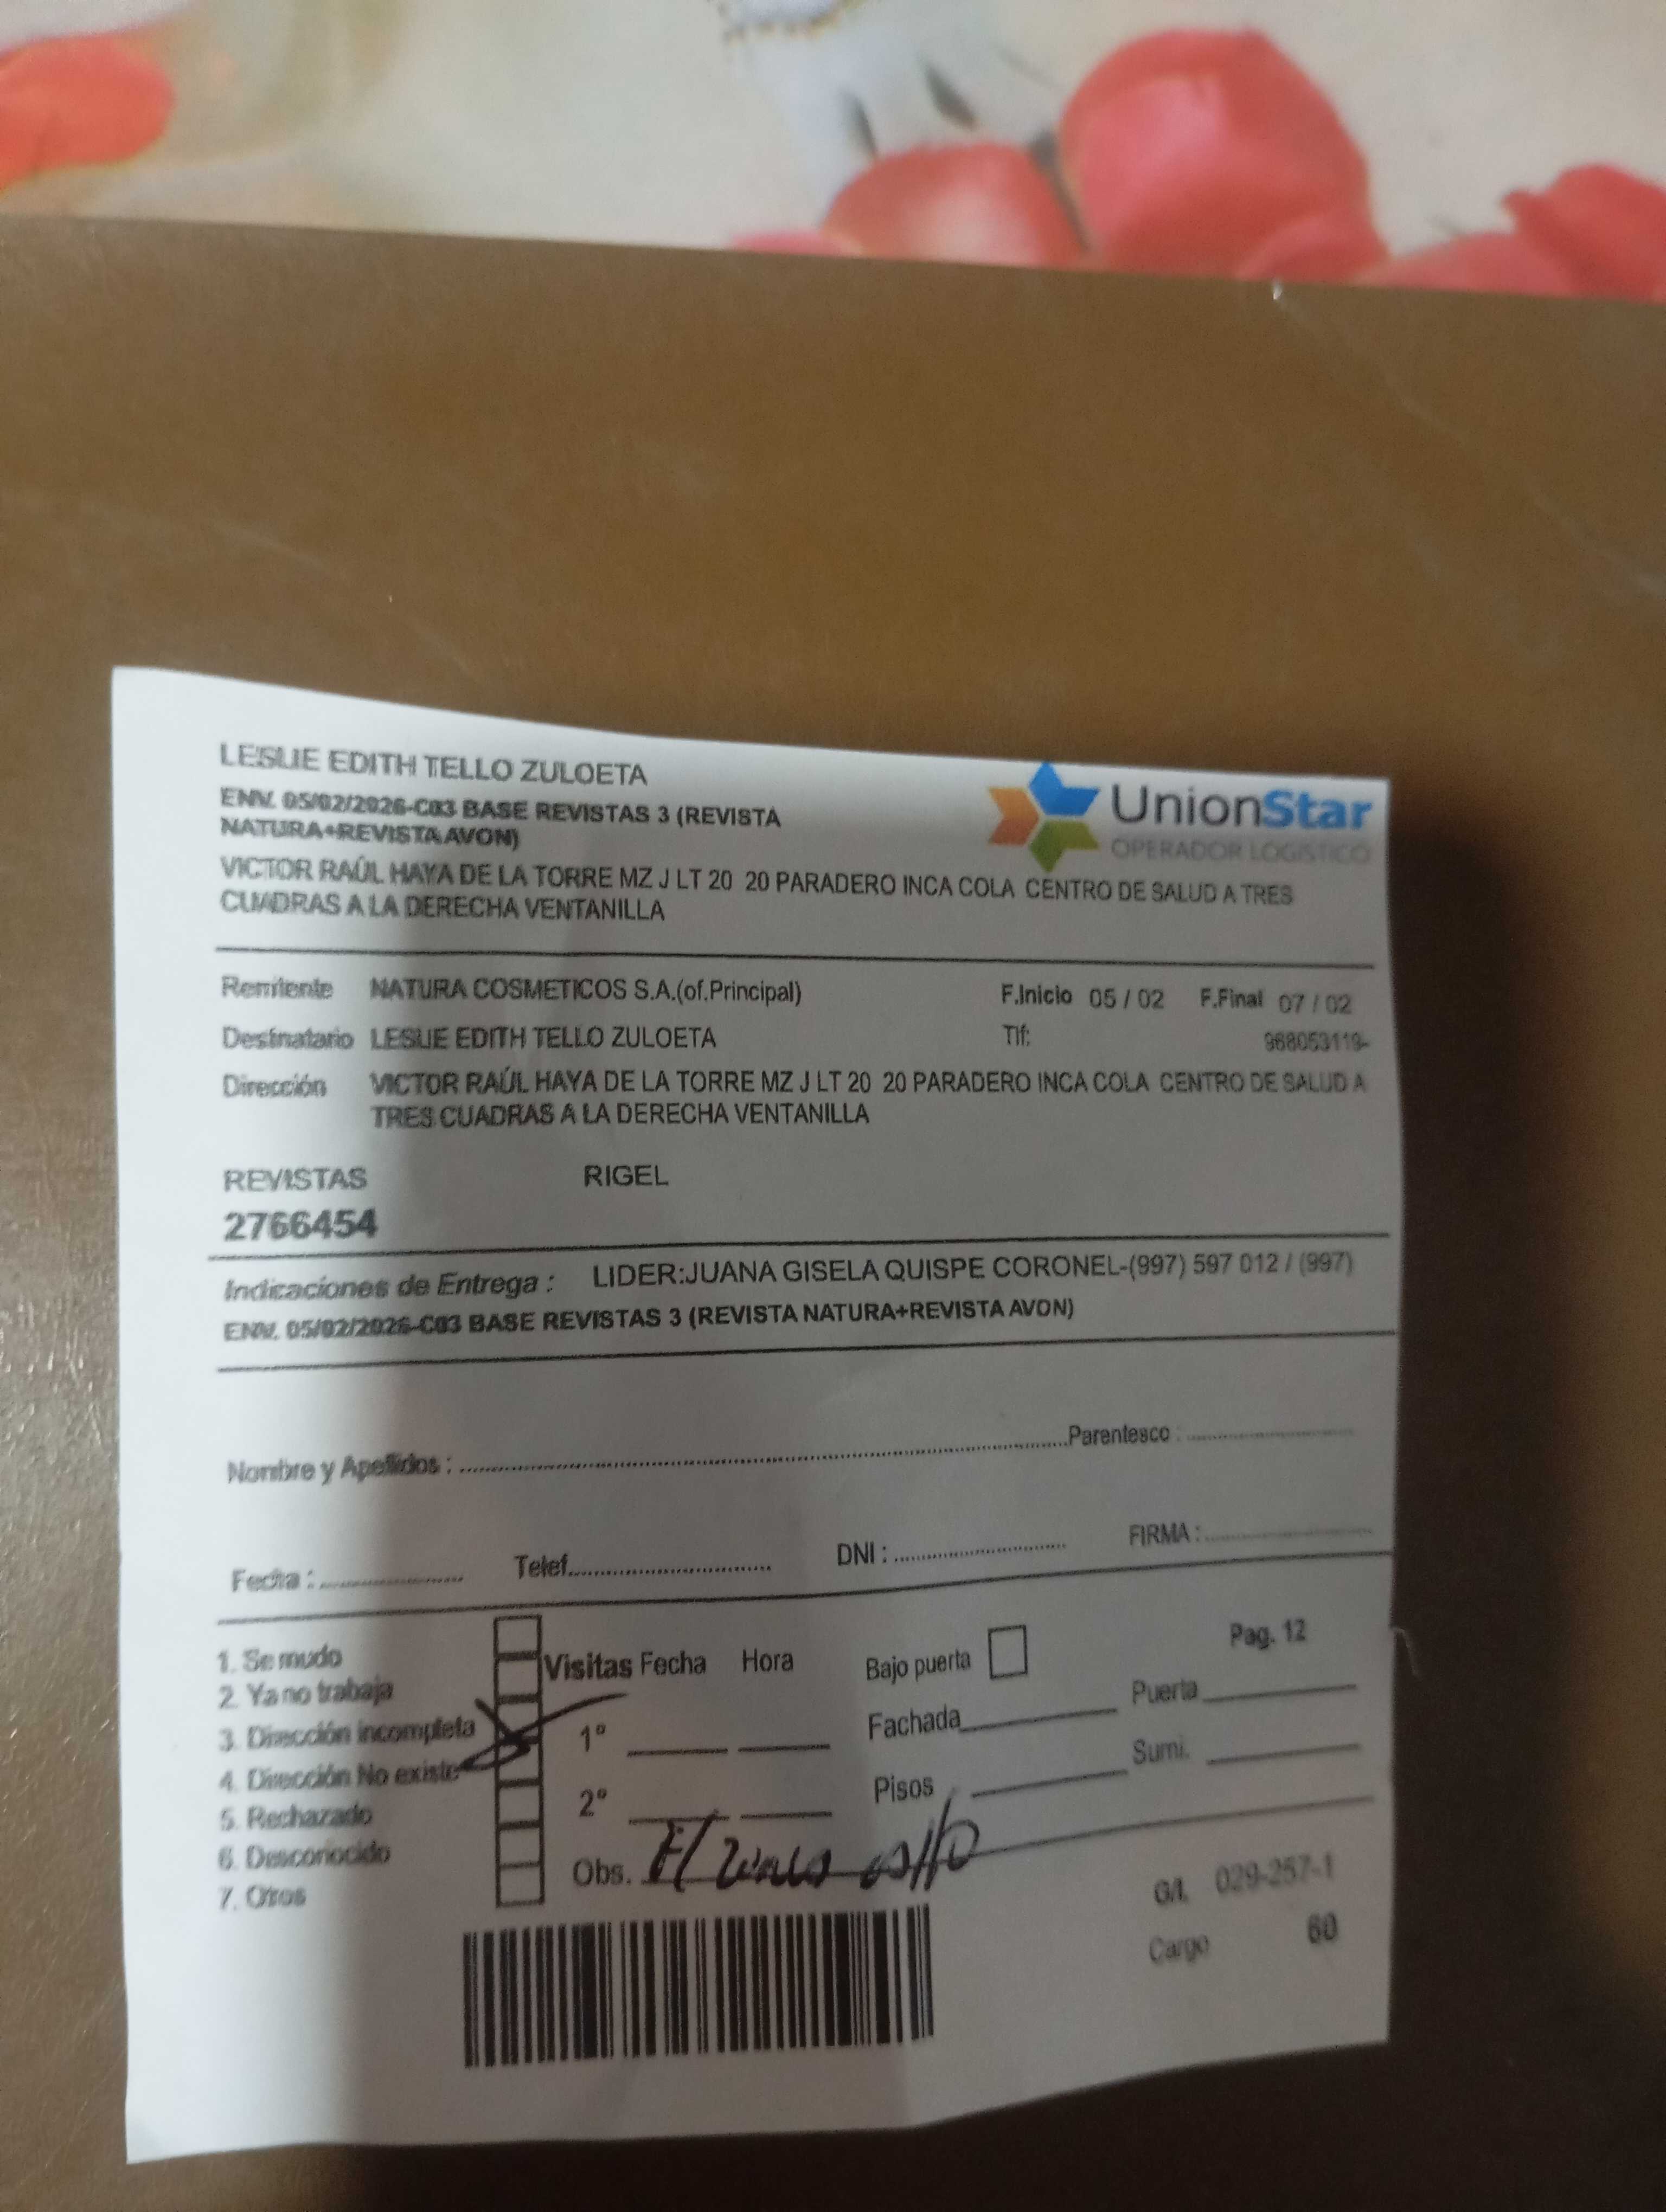 LESLIE EDITH TELLO ZULOETA
ENV. 05/02/2026-C03 BASE REVISTAS 3 (REVISTA
NATURA+REVISTA AVON)
UnionStar
OPERADOR LOGISTICO
VICTOR RAÚL HAYA DE LA TORRE MZ J LT 20 20 PARADERO INCA COLA CENTRO DE SALUD A TRES
CUADRAS A LA DERECHA VENTANILLA
Remitente NATURA COSMETICOS S.A.(of.Principal) F.Inicio 05 / 02 F.Final 07 / 02
Destinatario LESLIE EDITH TELLO ZULOETA Tlf: 968053119-
Dirección VICTOR RAÚL HAYA DE LA TORRE MZ J LT 20 20 PARADERO INCA COLA CENTRO DE SALUD A
TRES CUADRAS A LA DERECHA VENTANILLA
REVISTAS RIGEL
2766454
Indicaciones de Entrega : LIDER:JUANA GISELA QUISPE CORONEL-(997) 597 012 / (997)
ENV. 05/02/2026-C03 BASE REVISTAS 3 (REVISTA NATURA+REVISTA AVON)
Nombre y Apellidos : Parentesco :
Fecha : Telef. DNI : FIRMA :
1. Se mudo
2. Ya no trabaja
3. Dirección incompleta
4. Dirección No existe
5. Rechazado
6. Desconocido
7. Otros
Visitas Fecha Hora
1º
2º
Obs.
Bajo puerta
Pag. 12
Fachada Puerta
Pisos Sumi.
G/I. 029-257-1
Cargo 60